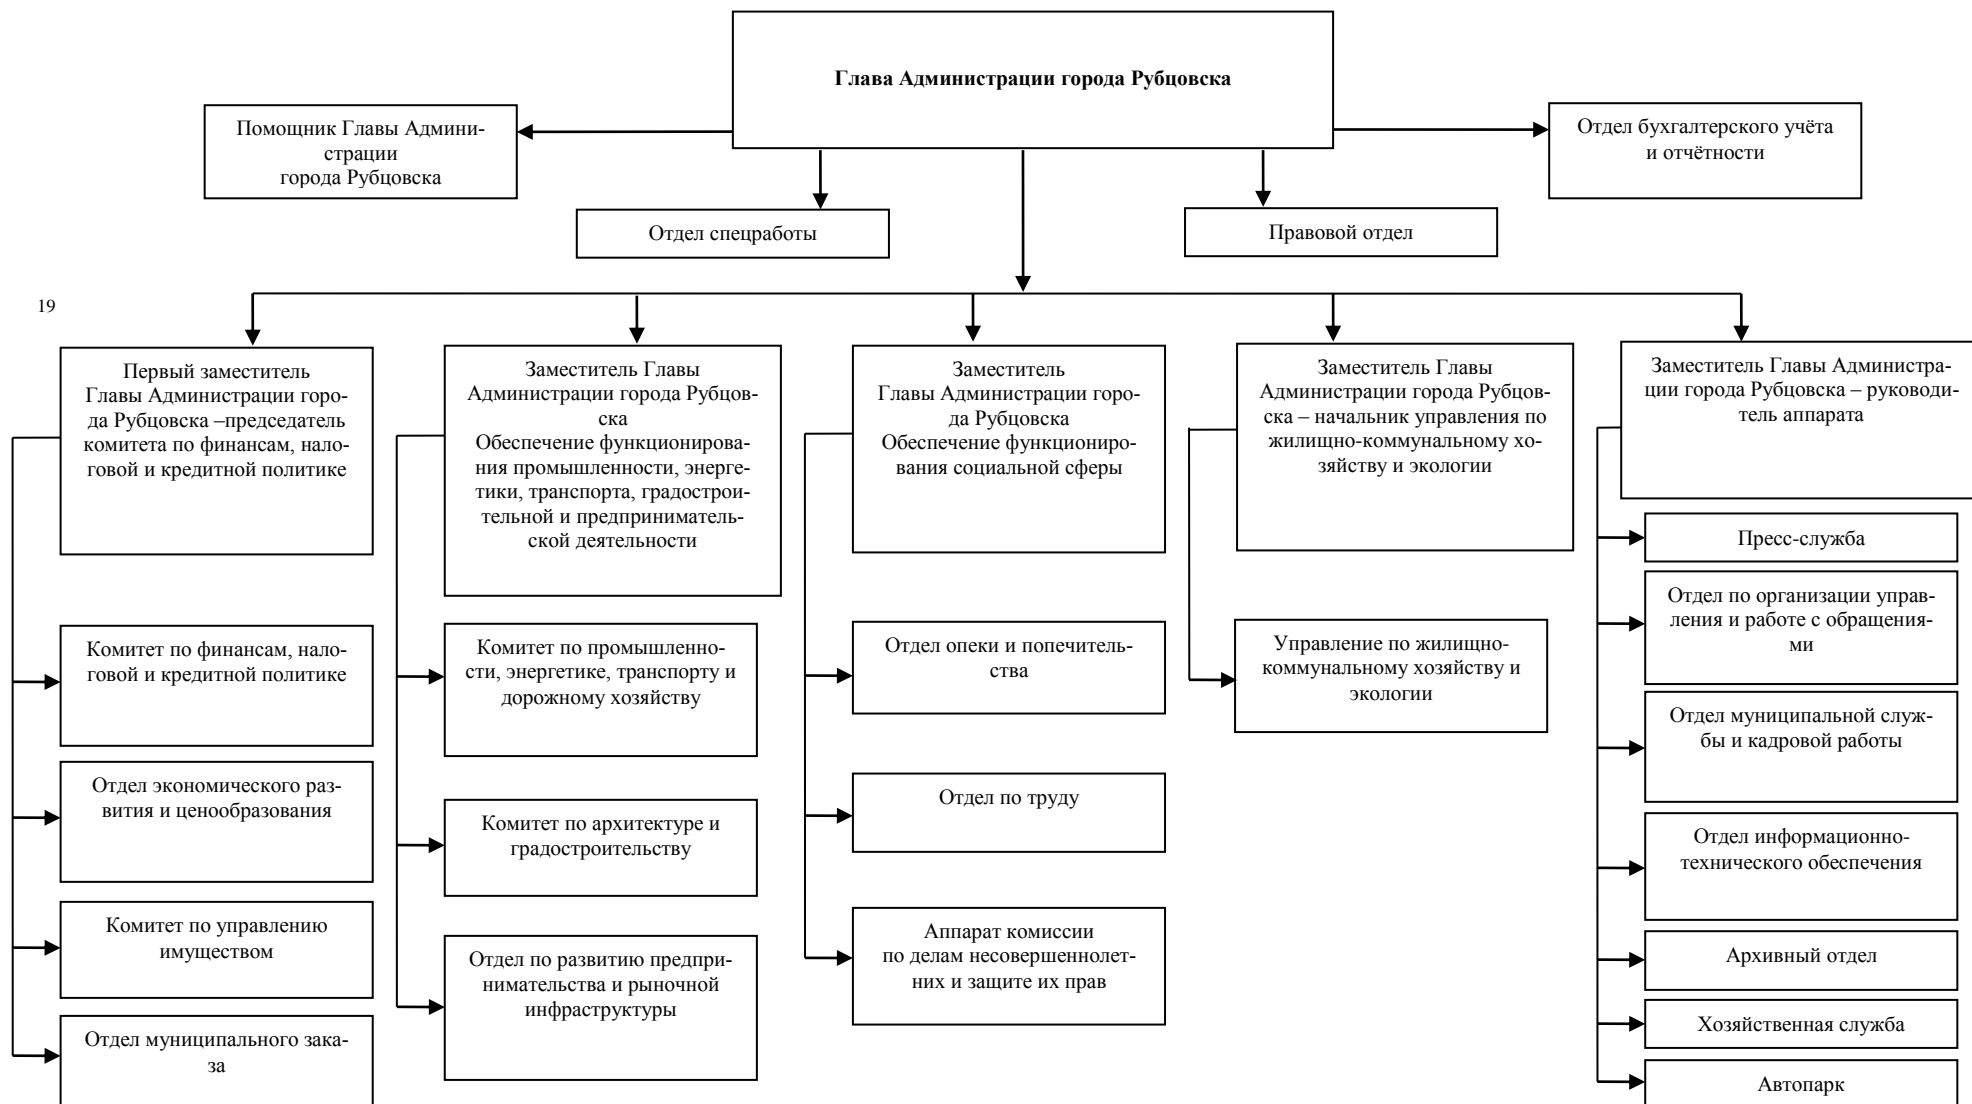 Глава Администрации города Рубцовска
Помощник Главы Админи-
страции
города Рубцовска
Отдел бухгалтерского учёта
и отчётности
Отдел спецработы
Правовой отдел
19
Первый заместитель
Главы Администрации горо-
да Рубцовска –председатель
комитета по финансам, нало-
говой и кредитной политике
Комитет по финансам, нало-
говой и кредитной политике
Отдел экономического раз-
вития и ценообразования
Комитет по управлению
имуществом
Отдел муниципального зака-
за
Заместитель Главы
Администрации города Рубцов-
ска
Обеспечение функционирова-
ния промышленности, энерге-
тики, транспорта, градострои-
тельной и предприниматель-
ской деятельности
Комитет по промышленно-
сти, энергетике, транспорту и
дорожному хозяйству
Комитет по архитектуре и
градостроительству
Отдел по развитию предпри-
нимательства и рыночной
инфраструктуры
Заместитель
Главы Администрации горо-
да Рубцовска
Обеспечение функциониро-
вания социальной сферы
Отдел опеки и попечитель-
ства
Отдел по труду
Аппарат комиссии
по делам несовершеннолет-
них и защите их прав
Заместитель Главы
Администрации города Рубцов-
ска – начальник управления по
жилищно-коммунальному хо-
зяйству и экологии
Управление по жилищно-
коммунальному хозяйству и
экологии
Заместитель Главы Администра-
ции города Рубцовска – руководи-
тель аппарата
Пресс-служба
Отдел по организации управ-
ления и работе с обращения-
ми
Отдел муниципальной служ-
бы и кадровой работы
Отдел информационно-
технического обеспечения
Архивный отдел
Хозяйственная служба
Автопарк